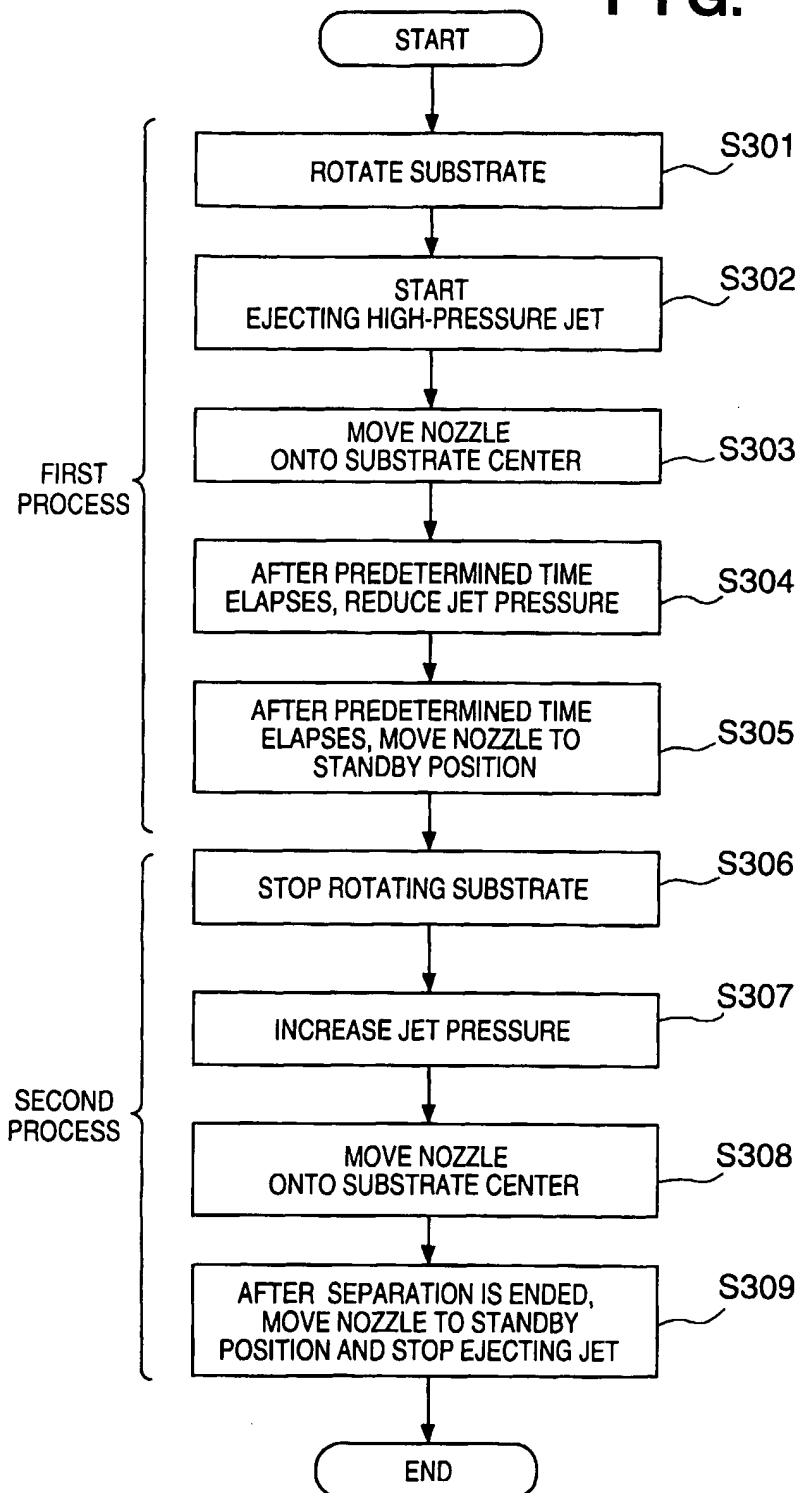 FIG.
START
FIRST
PROCESS
ROTATE SUBSTRATE
S301
START
EJECTING HIGH-PRESSURE JET
S302
MOVE NOZZLE
ONTO SUBSTRATE CENTER
S303
AFTER PREDETERMINED TIME
ELAPSES, REDUCE JET PRESSURE
S304
AFTER PREDETERMINED TIME
ELAPSES, MOVE NOZZLE TO
STANDBY POSITION
S305
SECOND
PROCESS
STOP ROTATING SUBSTRATE
S306
INCREASE JET PRESSURE
S307
MOVE NOZZLE
ONTO SUBSTRATE CENTER
S308
AFTER SEPARATION IS ENDED,
MOVE NOZZLE TO STANDBY
POSITION AND STOP EJECTING JET
S309
END